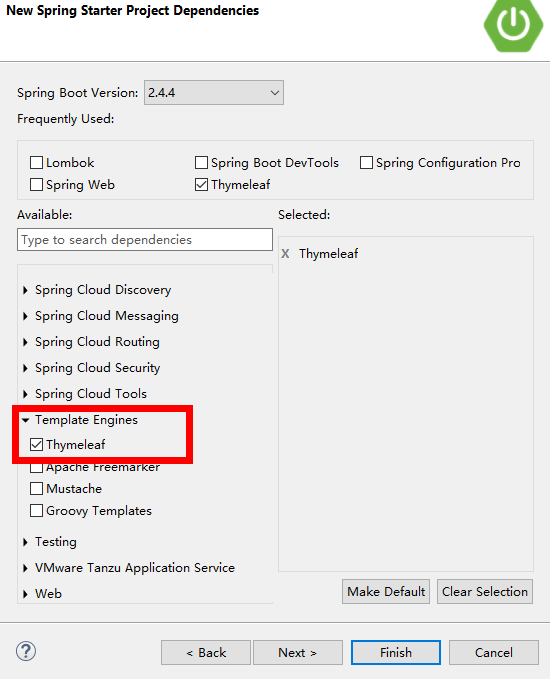 New Spring Starter Project Dependencies
Spring Boot Version: 2.4.4
Frequently Used:
Lombok Spring Boot DevTools Spring Configuration Pro
Spring Web Thymeleaf
Available: Selected:
Type to search dependencies
X Thymeleaf
Spring Cloud Discovery
Spring Cloud Messaging
Spring Cloud Routing
Spring Cloud Security
Spring Cloud Tools
Template Engines
Thymeleaf
Apache Freemarker
Mustache
Groovy Templates
Testing
VMware Tanzu Application Service
Web
Make Default Clear Selection
? < Back Next > Finish Cancel